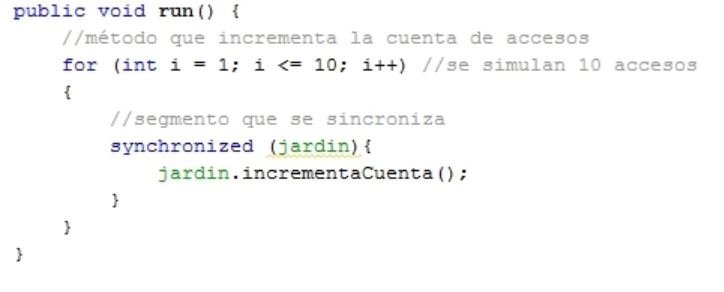 public void run() {
//método que incrementa la cuenta de accesos
for (int i = 1; i <= 10; i++) //se simulan 10 accesos
{
//segmento que se sincroniza
synchronized (jardin){
jardin.incrementaCuenta();
}
}
}